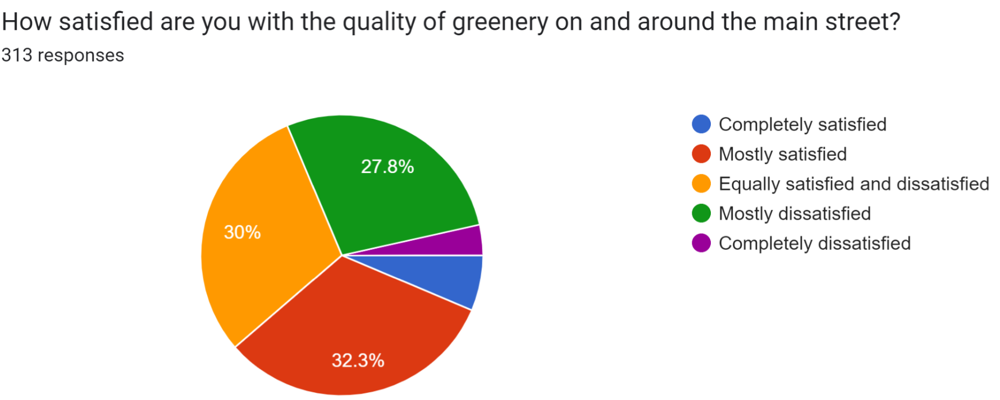 How satisfied are you with the quality of greenery on and around the main street?
313 responses
27.8%
30%
32.3%
Completely satisfied
Mostly satisfied
Equally satisfied and dissatisfied
Mostly dissatisfied
Completely dissatisfied